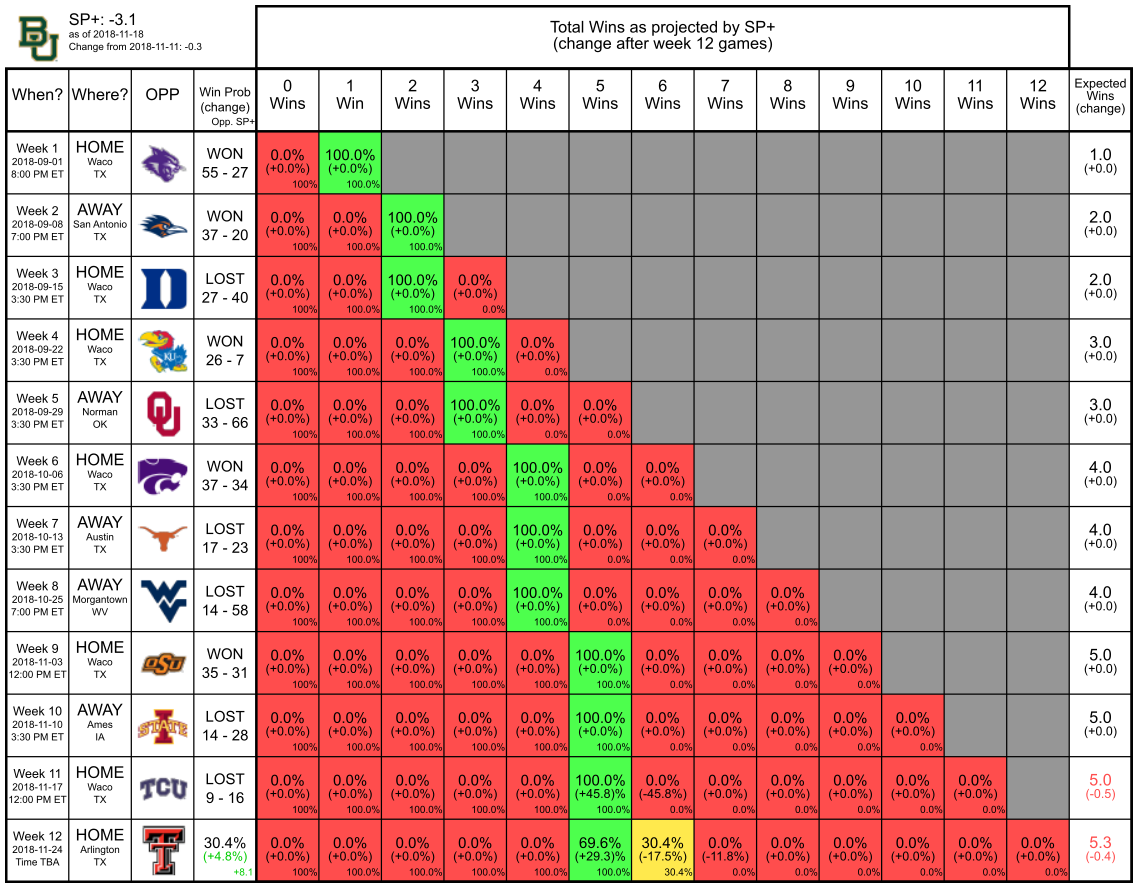 BU SP+: -3.1
as of 2018-11-18
Change from 2018-11-11: -0.3
Total Wins as projected by SP+
(change after week 12 games)
When? Where? OPP Win Prob (change) Opp. SP+ 0 Wins 1 Win 2 Wins 3 Wins 4 Wins 5 Wins 6 Wins 7 Wins 8 Wins 9 Wins 10 Wins 11 Wins 12 Wins Expected Wins (change)
Week 1 HOME WON 0.0% 100.0% 1.0
2018-09-01 Waco (+0.0%) (+0.0%) (+0.0)
8:00 PM ET TX 55 - 27 100% 100.0%
Week 2 AWAY WON 0.0% 0.0% 100.0% 2.0
2018-09-08 San Antonio (+0.0%) (+0.0%) (+0.0%) (+0.0)
7:00 PM ET TX 37 - 20 100% 100.0% 100.0%
Week 3 HOME D LOST 0.0% 0.0% 100.0% 0.0% 2.0
2018-09-15 Waco (+0.0%) (+0.0%) (+0.0%) (+0.0%) (+0.0)
3:30 PM ET TX 27 - 40 100% 100.0% 100.0% 0.0%
Week 4 HOME KU WON 0.0% 0.0% 0.0% 100.0% 0.0% 3.0
2018-09-22 Waco (+0.0%) (+0.0%) (+0.0%) (+0.0%) (+0.0%) (+0.0)
3:30 PM ET TX 26 - 7 100% 100.0% 100.0% 100.0% 0.0%
Week 5 AWAY OU LOST 0.0% 0.0% 0.0% 100.0% 0.0% 0.0% 3.0
2018-09-29 Norman (+0.0%) (+0.0%) (+0.0%) (+0.0%) (+0.0%) (+0.0%) (+0.0)
3:30 PM ET OK 33 - 66 100% 100.0% 100.0% 100.0% 0.0% 0.0%
Week 6 HOME WON 0.0% 0.0% 0.0% 0.0% 100.0% 0.0% 0.0% 4.0
2018-10-06 Waco (+0.0%) (+0.0%) (+0.0%) (+0.0%) (+0.0%) (+0.0%) (+0.0%) (+0.0)
3:30 PM ET TX 37 - 34 100% 100.0% 100.0% 100.0% 100.0% 0.0% 0.0%
Week 7 AWAY LOST 0.0% 0.0% 0.0% 0.0% 100.0% 0.0% 0.0% 0.0% 4.0
2018-10-13 Austin (+0.0%) (+0.0%) (+0.0%) (+0.0%) (+0.0%) (+0.0%) (+0.0%) (+0.0%) (+0.0)
3:30 PM ET TX 17 - 23 100% 100.0% 100.0% 100.0% 100.0% 0.0% 0.0% 0.0%
Week 8 AWAY WV LOST 0.0% 0.0% 0.0% 0.0% 100.0% 0.0% 0.0% 0.0% 0.0% 4.0
2018-10-25 Morgantown (+0.0%) (+0.0%) (+0.0%) (+0.0%) (+0.0%) (+0.0%) (+0.0%) (+0.0%) (+0.0%) (+0.0)
7:00 PM ET WV 14 - 58 100% 100.0% 100.0% 100.0% 100.0% 0.0% 0.0% 0.0% 0.0%
Week 9 HOME OSU WON 0.0% 0.0% 0.0% 0.0% 0.0% 100.0% 0.0% 0.0% 0.0% 0.0% 5.0
2018-11-03 Waco (+0.0%) (+0.0%) (+0.0%) (+0.0%) (+0.0%) (+0.0%) (+0.0%) (+0.0%) (+0.0%) (+0.0%) (+0.0)
12:00 PM ET TX 35 - 31 100% 100.0% 100.0% 100.0% 100.0% 100.0% 0.0% 0.0% 0.0% 0.0%
Week 10 AWAY STATE LOST 0.0% 0.0% 0.0% 0.0% 0.0% 100.0% 0.0% 0.0% 0.0% 0.0% 0.0% 5.0
2018-11-10 Ames (+0.0%) (+0.0%) (+0.0%) (+0.0%) (+0.0%) (+0.0%) (+0.0%) (+0.0%) (+0.0%) (+0.0%) (+0.0%) (+0.0)
3:30 PM ET IA 14 - 28 100% 100.0% 100.0% 100.0% 100.0% 100.0% 0.0% 0.0% 0.0% 0.0% 0.0%
Week 11 HOME TCU LOST 0.0% 0.0% 0.0% 0.0% 0.0% 100.0% 0.0% 0.0% 0.0% 0.0% 0.0% 0.0% 5.0
2018-11-17 Waco (+0.0%) (+0.0%) (+0.0%) (+0.0%) (+0.0%) (+45.8)% (-45.8%) (+0.0%) (+0.0%) (+0.0%) (+0.0%) (+0.0%) (-0.5)
12:00 PM ET TX 9 - 16 100% 100.0% 100.0% 100.0% 100.0% 100.0% 0.0% 0.0% 0.0% 0.0% 0.0% 0.0%
Week 12 HOME T 30.4% 0.0% 0.0% 0.0% 0.0% 0.0% 69.6% 30.4% 0.0% 0.0% 0.0% 0.0% 0.0% 0.0% 5.3
2018-11-24 Arlington (+4.8%) (+0.0%) (+0.0%) (+0.0%) (+0.0%) (+0.0%) (+29.3)% (-17.5%) (-11.8%) (+0.0%) (+0.0%) (+0.0%) (+0.0%) (+0.0%) (-0.4)
Time TBA TX +8.1 100% 100.0% 100.0% 100.0% 100.0% 100.0% 30.4% 0.0% 0.0% 0.0% 0.0% 0.0% 0.0%